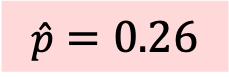 p̂ = 0.26